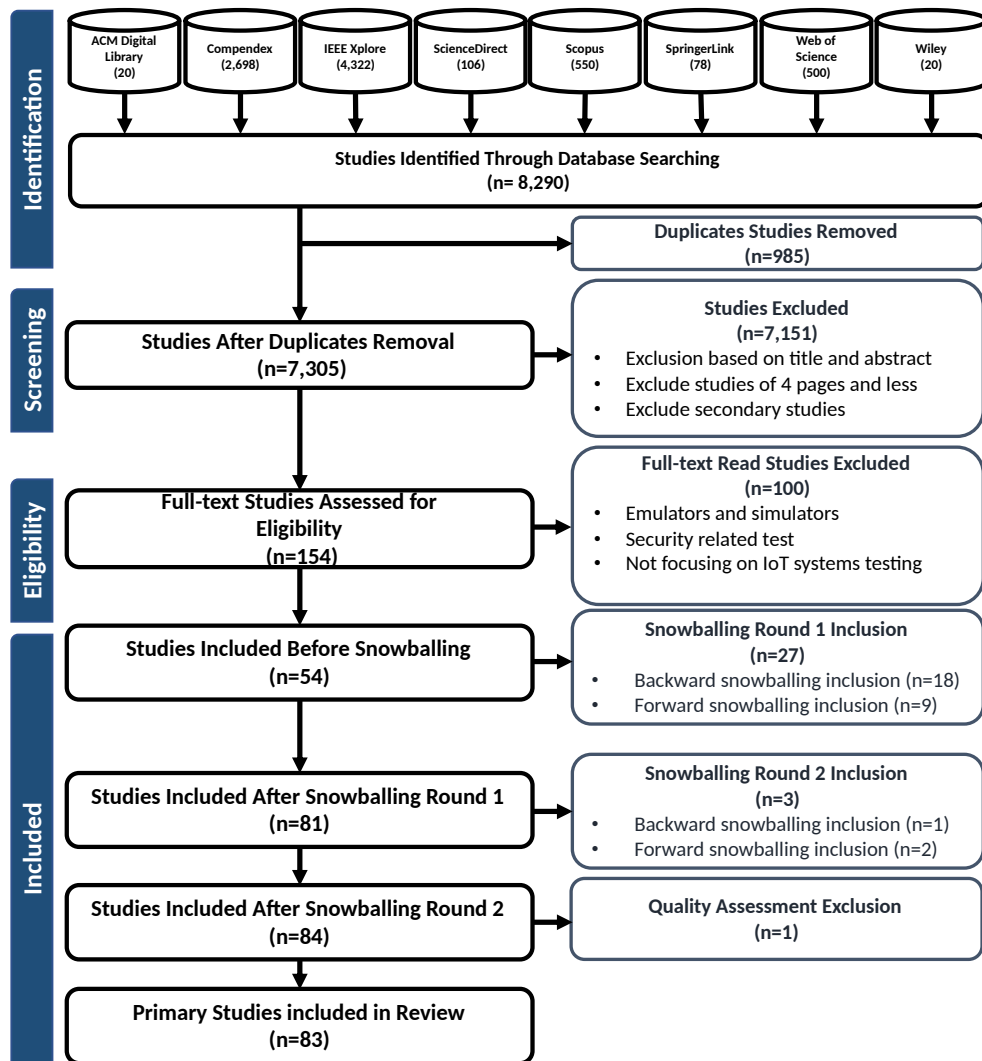 Identification
ACM Digital
Library
(20)
Compendex
(2,698)
IEEE Xplore
(4,322)
ScienceDirect
(106)
Scopus
(550)
SpringerLink
(78)
Web of
Science
(500)
Wiley
(20)
Studies Identified Through Database Searching
(n= 8,290)
Duplicates Studies Removed
(n=985)
Screening
Studies After Duplicates Removal
(n=7,305)
Studies Excluded
(n=7,151)
• Exclusion based on title and abstract
• Exclude studies of 4 pages and less
• Exclude secondary studies
Eligibility
Full-text Studies Assessed for
Eligibility
(n=154)
Full-text Read Studies Excluded
(n=100)
• Emulators and simulators
• Security related test
• Not focusing on IoT systems testing
Included
Studies Included Before Snowballing
(n=54)
Snowballing Round 1 Inclusion
(n=27)
• Backward snowballing inclusion (n=18)
• Forward snowballing inclusion (n=9)
Studies Included After Snowballing Round 1
(n=81)
Snowballing Round 2 Inclusion
(n=3)
• Backward snowballing inclusion (n=1)
• Forward snowballing inclusion (n=2)
Studies Included After Snowballing Round 2
(n=84)
Quality Assessment Exclusion
(n=1)
Primary Studies included in Review
(n=83)